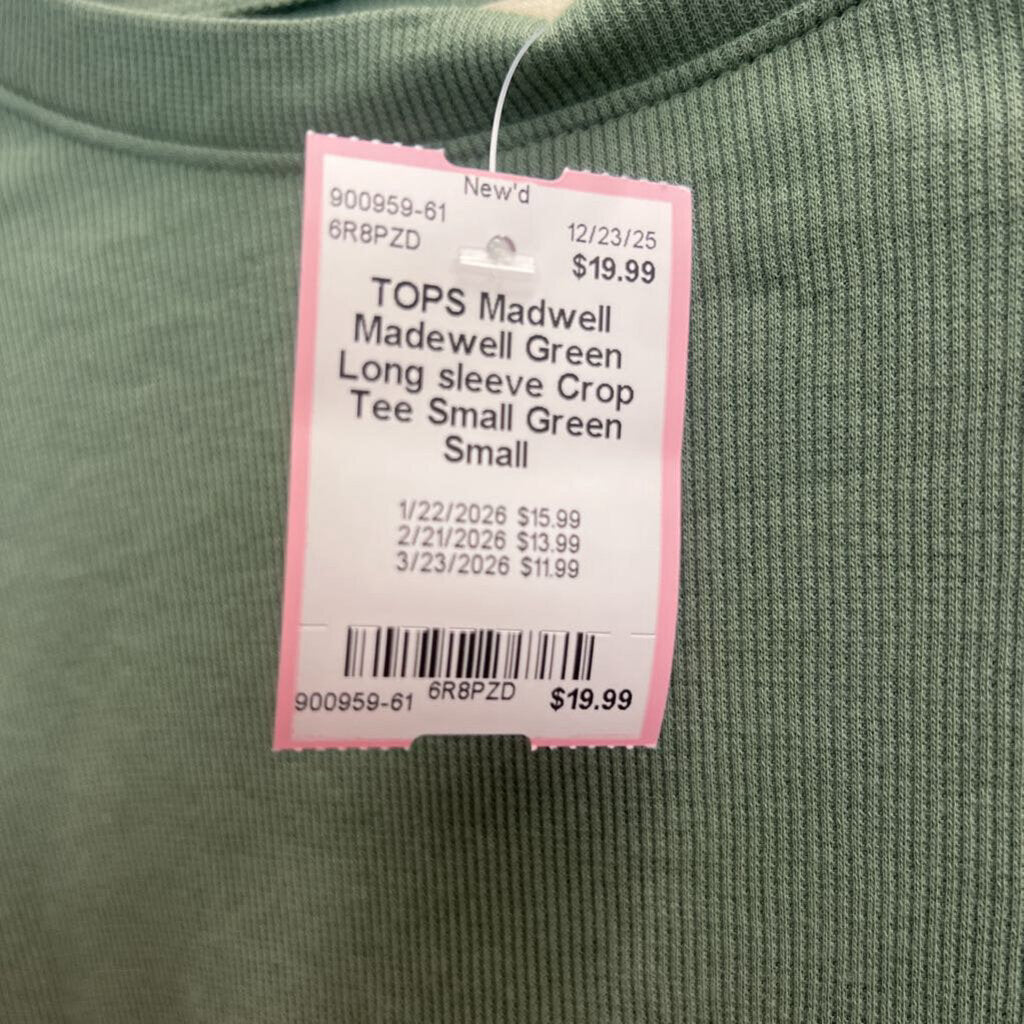 New'd
900959-61
6R8PZD
12/23/25
$19.99
TOPS Madwell
Madewell Green
Long sleeve Crop
Tee Small Green
Small
1/22/2026 $15.99
2/21/2026 $13.99
3/23/2026 $11.99
900959-61 6R8PZD $19.99